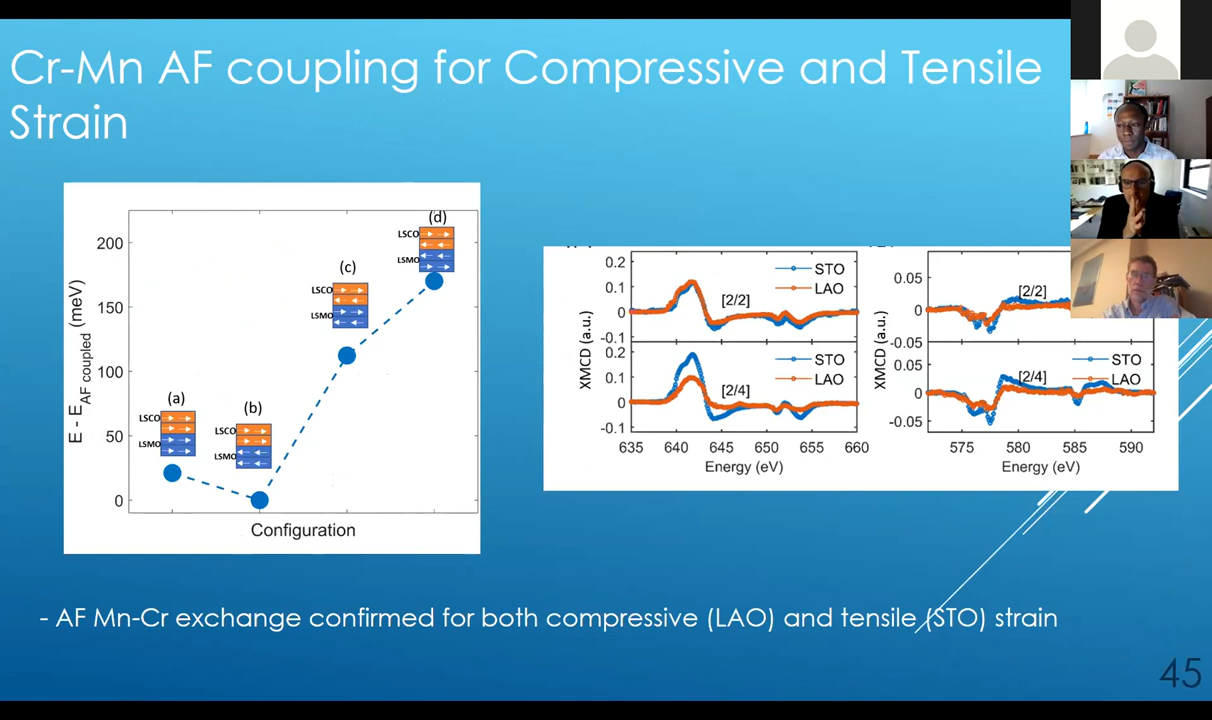 Cr-Mn AF coupling for Compressive and Tensile
Strain
E - E_AF coupled (meV)
200
150
100
50
0
(a)
LSCO
LSMO
(b)
LSCO
LSMO
(c)
LSCO
LSMO
(d)
LSCO
LSMO
Configuration
XMCD (a.u.)
0.2
0.1
0
-0.1
STO
LAO
[2/2]
0.2
0.1
0
-0.1
STO
LAO
[2/4]
635 640 645 650 655 660
Energy (eV)
XMCD (a.u.)
0.05
0
-0.05
[2/2]
0.05
0
-0.05
STO
LAO
[2/4]
575 580 585 590
Energy (eV)
- AF Mn-Cr exchange confirmed for both compressive (LAO) and tensile (STO) strain
45